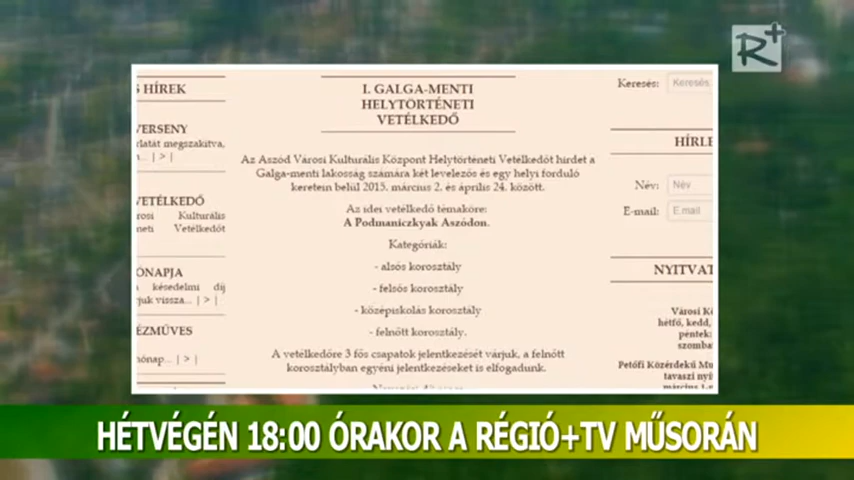 R+
S HÍREK
VERSENY
rlatát megszakítva,
n... | > |
VETÉLKEDŐ
rosi Kulturális
neti Vetélkedőt
ÓNAPJA
késedelmi díj
rjuk vissza... | > |
ÉZMŰVES
nónap... | > |
I. GALGA-MENTI
HELYTÖRTÉNETI
VETÉLKEDŐ
Az Aszód Városi Kulturális Központ Helytörténeti Vetélkedőt hirdet a
Galga-menti lakosság számára két levelezős és egy helyi forduló
keretein belül 2015. március 2. és április 24. között.
Az idei vetélkedő témaköre:
A Podmaniczkyak Aszódon.
Kategóriák:
- alsós korosztály
- felsős korosztály
- középiskolás korosztály
- felnőtt korosztály.
A vetélkedőre 3 fős csapatok jelentkezését várjuk, a felnőtt
korosztályban egyéni jelentkezéseket is elfogadunk.
Keresés: Keresés
HÍRLE
Név: Név
E-mail: E.mail
NYITVAT
Városi Kö
hétfő, kedd,
péntek:
szombat
Petőfi Közérdekű Mu
tavaszi nyi
március 1-
HÉTVÉGÉN 18:00 ÓRAKOR A RÉGIÓ+TV MŰSORÁN